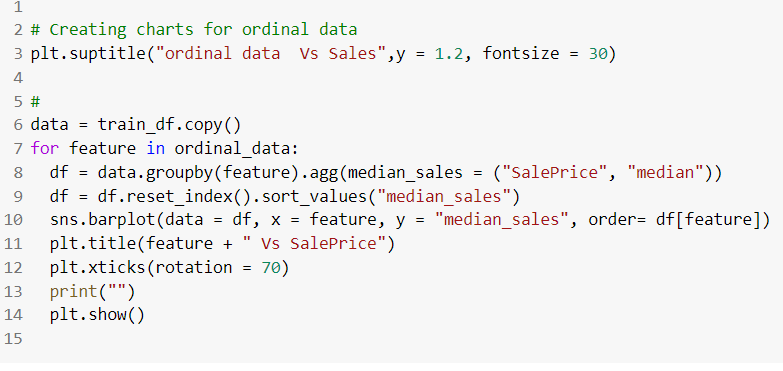 1
2 # Creating charts for ordinal data
3 plt.suptitle("ordinal data  Vs Sales",y = 1.2, fontsize = 30)
4
5 #
6 data = train_df.copy()
7 for feature in ordinal_data:
8   df = data.groupby(feature).agg(median_sales = ("SalePrice", "median"))
9   df = df.reset_index().sort_values("median_sales")
10   sns.barplot(data = df, x = feature, y = "median_sales", order= df[feature])
11   plt.title(feature + " Vs SalePrice")
12   plt.xticks(rotation = 70)
13   print("")
14   plt.show()
15